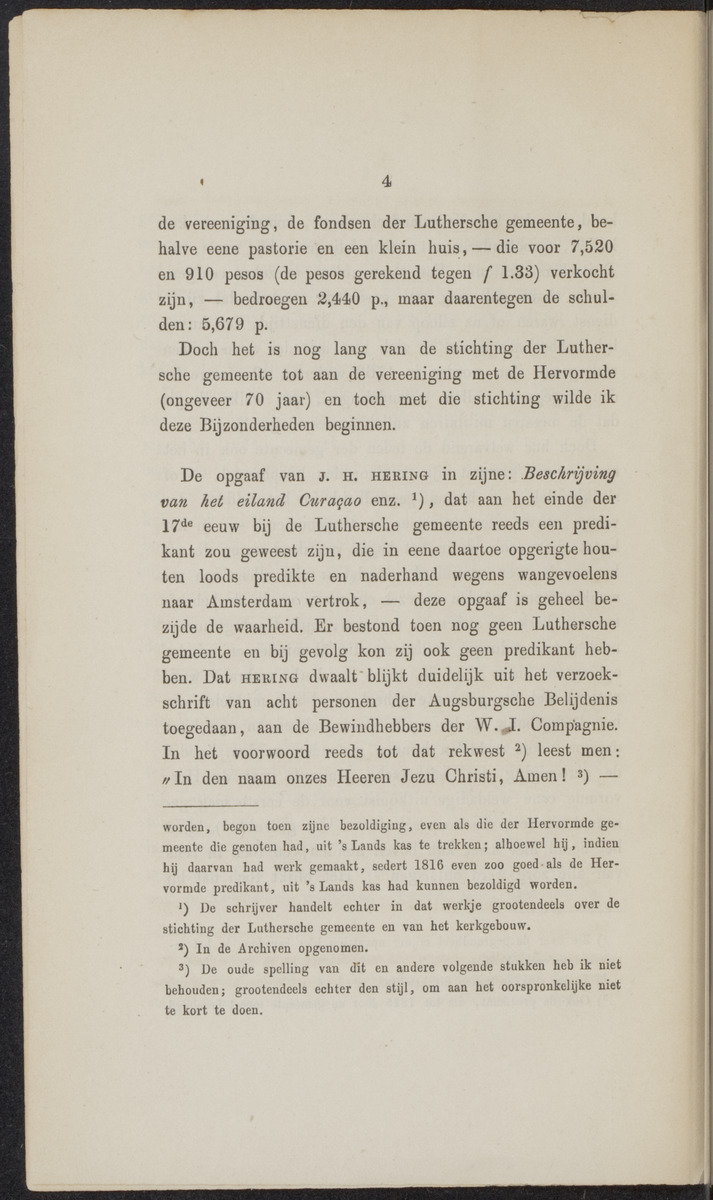 4
de vereeniging, de fondsen der Luthersche gemeente, be-
halve eene pastorie en een klein huis, — die voor 7,520
en 910 pesos (de pesos gerekend tegen ƒ 1.33) verkocht
zijn, — bedroegen 2,440 p., maar daarentegen de schul-
den: 5,679 p.
Doch het is nog lang van de stichting der Luther-
sche gemeente tot aan de vereeniging met de Hervormde
(ongeveer 70 jaar) en toch met die stichting wilde ik
deze Bijzonderheden beginnen.
De opgaaf van J. H. HERING in zijne: Beschrijving
van het eiland Curaçao enz. ¹), dat aan het einde der
17de eeuw bij de Luthersche gemeente reeds een predi-
kant zou geweest zijn, die in eene daartoe opgerigte hou-
ten loods predikte en naderhand wegens wangevoelens
naar Amsterdam vertrok, — deze opgaaf is geheel be-
zijde de waarheid. Er bestond toen nog geen Luthersche
gemeente en bij gevolg kon zij ook geen predikant heb-
ben. Dat HERING dwaalt blijkt duidelijk uit het verzoek-
schrift van acht personen der Augsburgsche Belijdenis
toegedaan, aan de Bewindhebbers der W. I. Compagnie.
In het voorwoord reeds tot dat rekwest ²) leest men:
„In den naam onzes Heeren Jezu Christi, Amen! ³) —
worden, begon toen zijne bezoldiging, even als die der Hervormde ge-
meente die genoten had, uit 's Lands kas te trekken; alhoewel hij, indien
hij daarvan had werk gemaakt, sedert 1816 even zoo goed als de Her-
vormde predikant, uit 's Lands kas had kunnen bezoldigd worden.
¹) De schrijver handelt echter in dat werkje grootendeels over de
stichting der Luthersche gemeente en van het kerkgebouw.
²) In de Archiven opgenomen.
³) De oude spelling van dit en andere volgende stukken heb ik niet
behouden; grootendeels echter den stijl, om aan het oorspronkelijke niet
te kort te doen.